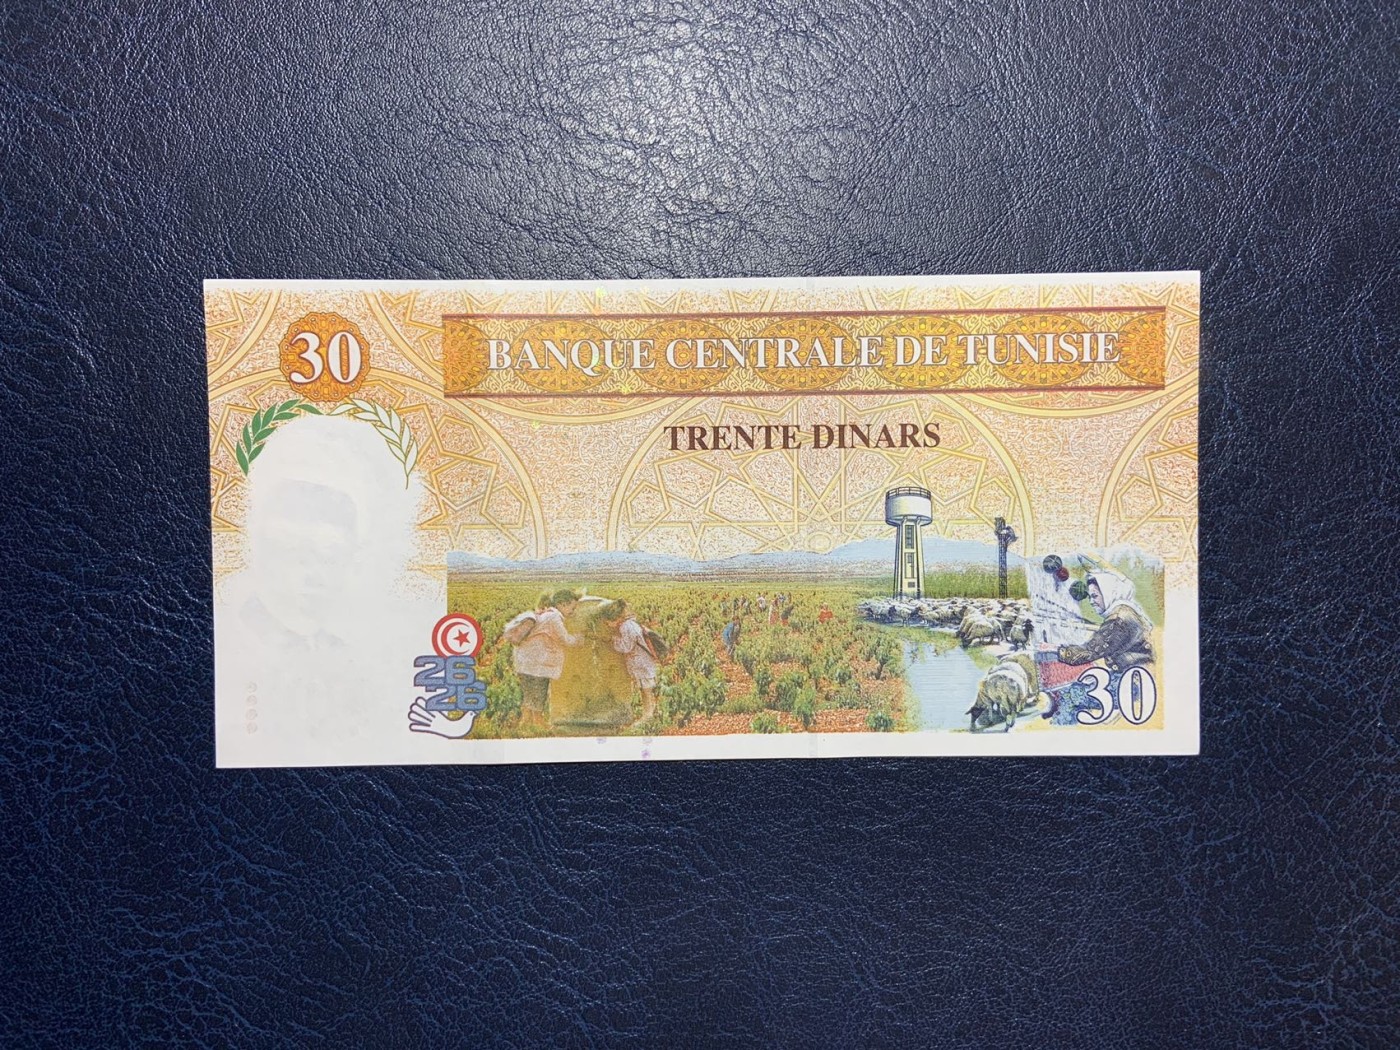 30
BANQUE CENTRALE DE TUNISIE
TRENTE DINARS
26
26
30